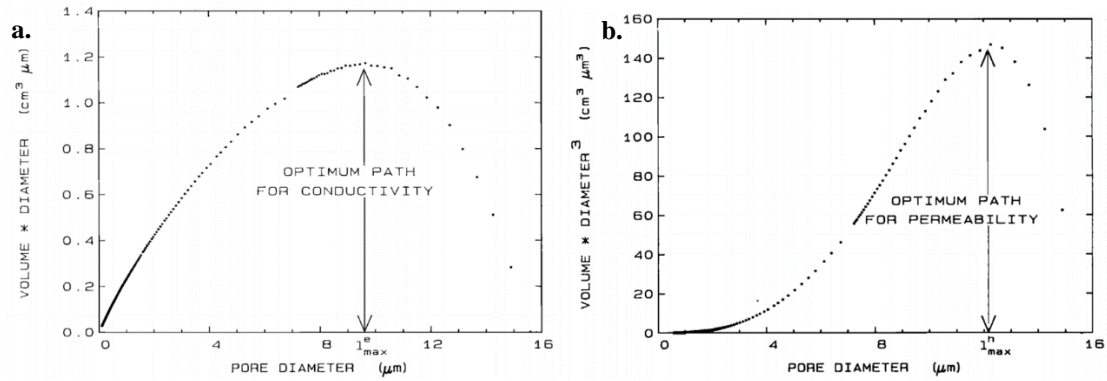 a.
VOLUME * DIAMETER (cm³ μm)
1.4
1.2
1.0
0.8
0.6
0.4
0.2
0.0
OPTIMUM PATH
FOR CONDUCTIVITY
0
4
8
lᵉmax
12
16
PORE DIAMETER (μm)
b.
VOLUME * DIAMETER³ (cm³ μm³)
160
140
120
100
80
60
40
20
0
OPTIMUM PATH
FOR PERMEABILITY
0
4
8
lʰmax
16
PORE DIAMETER (μm)